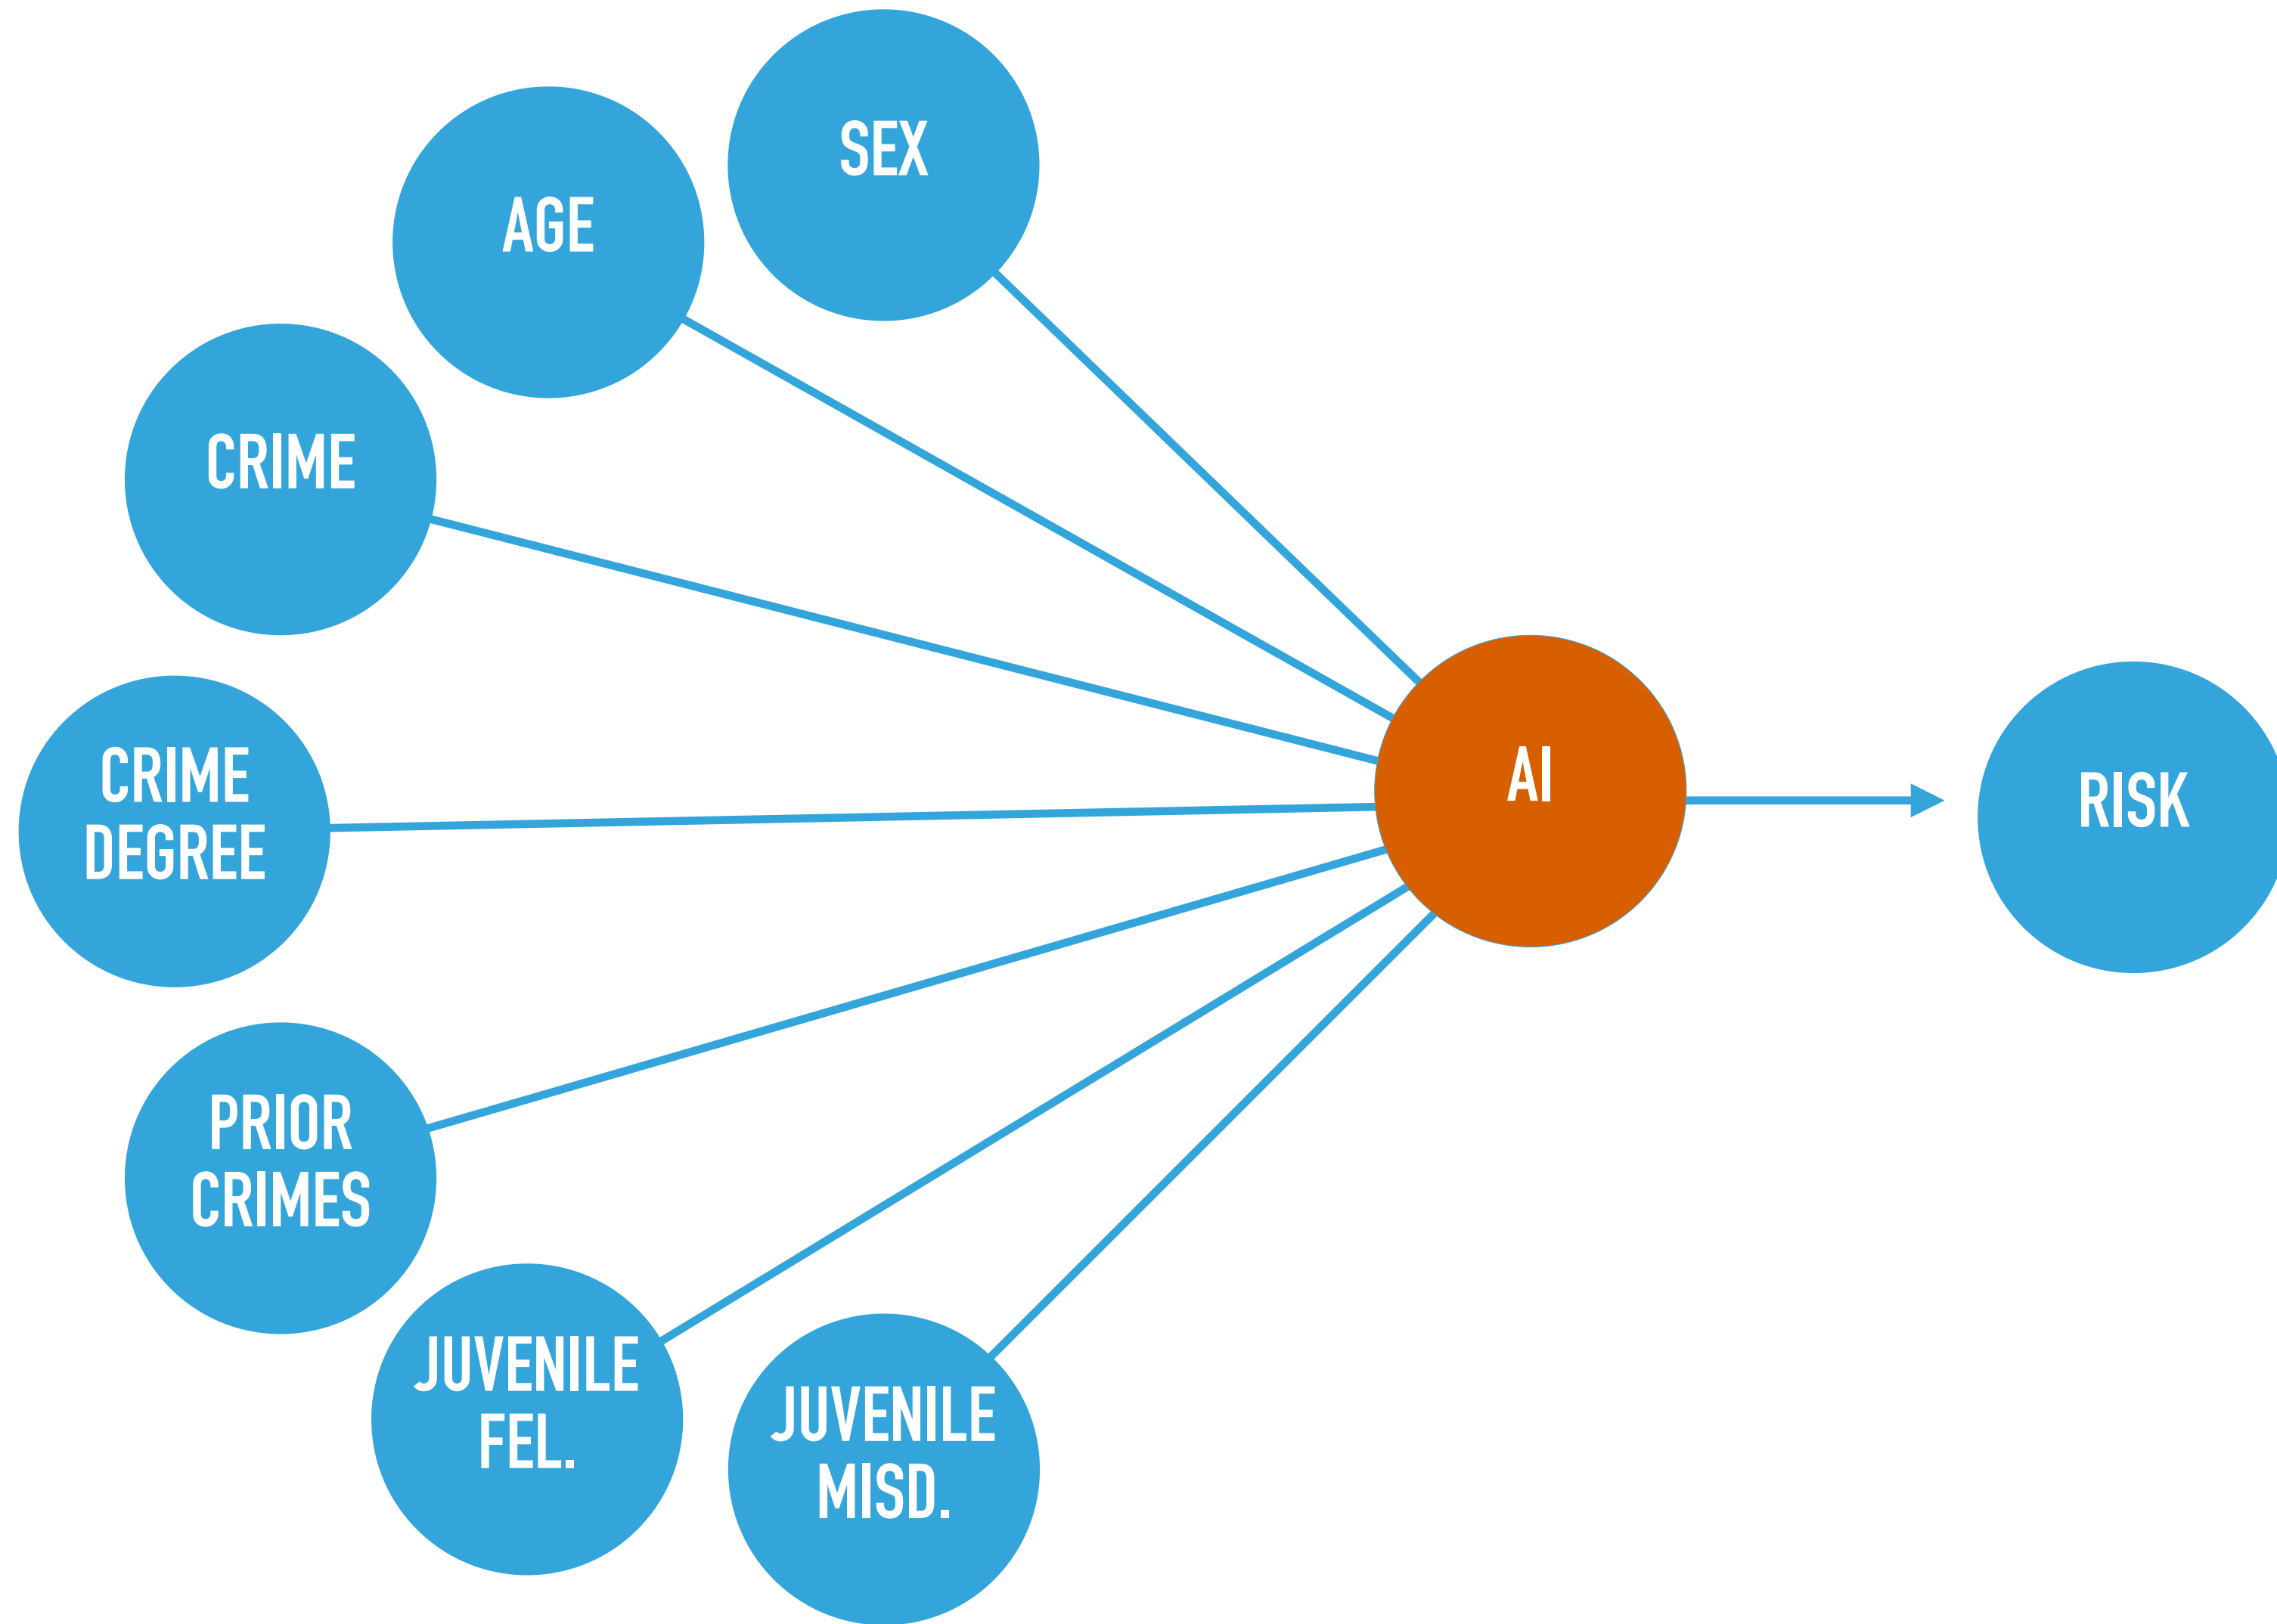 SEX
AGE
CRIME
CRIME
DEGREE
PRIOR
CRIMES
JUVENILE
FEL.
JUVENILE
MISD.
AI
RISK